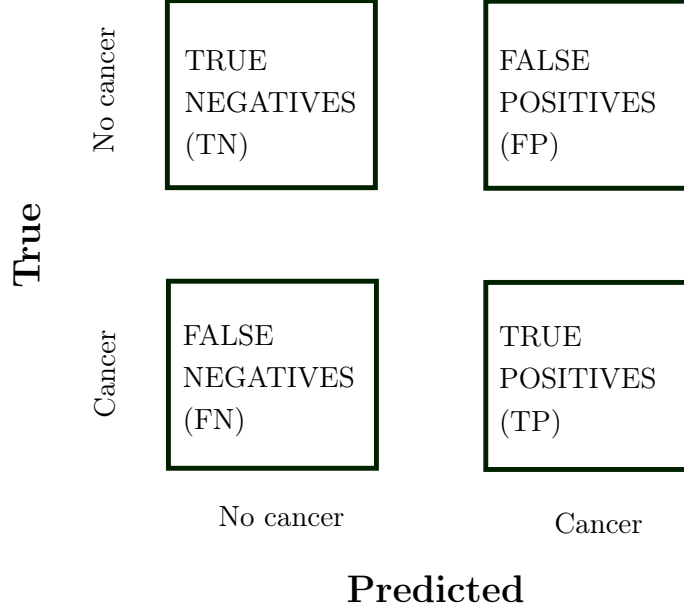 No cancer
TRUE
NEGATIVES
(TN)
FALSE
POSITIVES
(FP)
True
Cancer
FALSE
NEGATIVES
(FN)
TRUE
POSITIVES
(TP)
No cancer
Cancer
Predicted